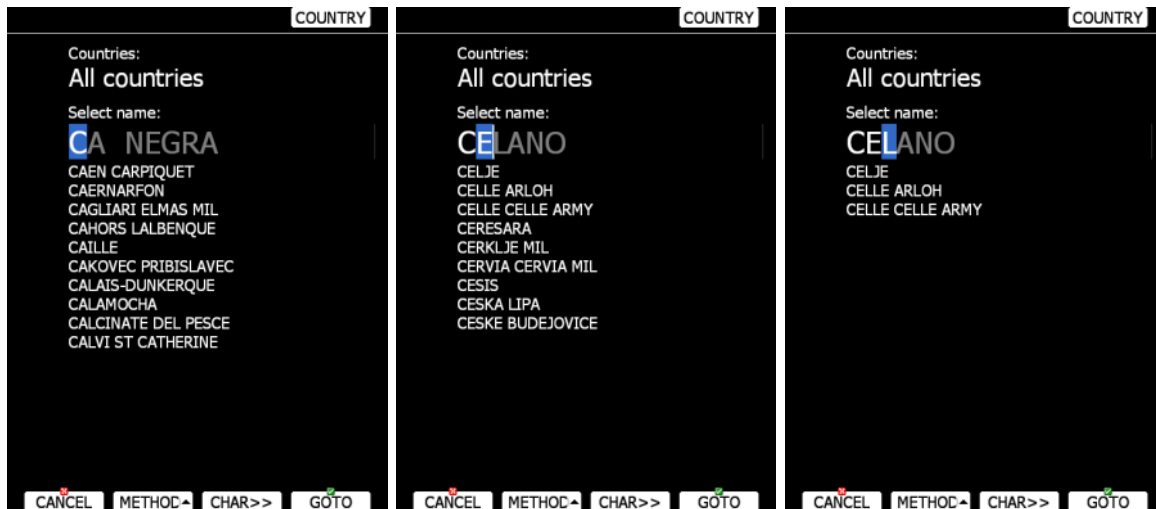 COUNTRY
Countries:
All countries
Select name:
CA NEGRA
CAEN CARPIQUET
CAERNARFON
CAGLIARI ELMAS MIL
CAHORS LALBENQUE
CAILLE
CAKOVEC PRIBISLAVEC
CALAIS-DUNKERQUE
CALAMOCHA
CALCINATE DEL PESCE
CALVI ST CATHERINE
CANCEL METHOD CHAR>> GOTO
COUNTRY
Countries:
All countries
Select name:
CELANO
CELJE
CELLE ARLOH
CELLE CELLE ARMY
CERESARA
CERKLJE MIL
CERVIA CERVIA MIL
CESIS
CESKA LIPA
CESKE BUDEJOVICE
CANCEL METHOD CHAR>> GOTO
COUNTRY
Countries:
All countries
Select name:
CELANO
CELJE
CELLE ARLOH
CELLE CELLE ARMY
CANCEL METHOD CHAR>> GOTO